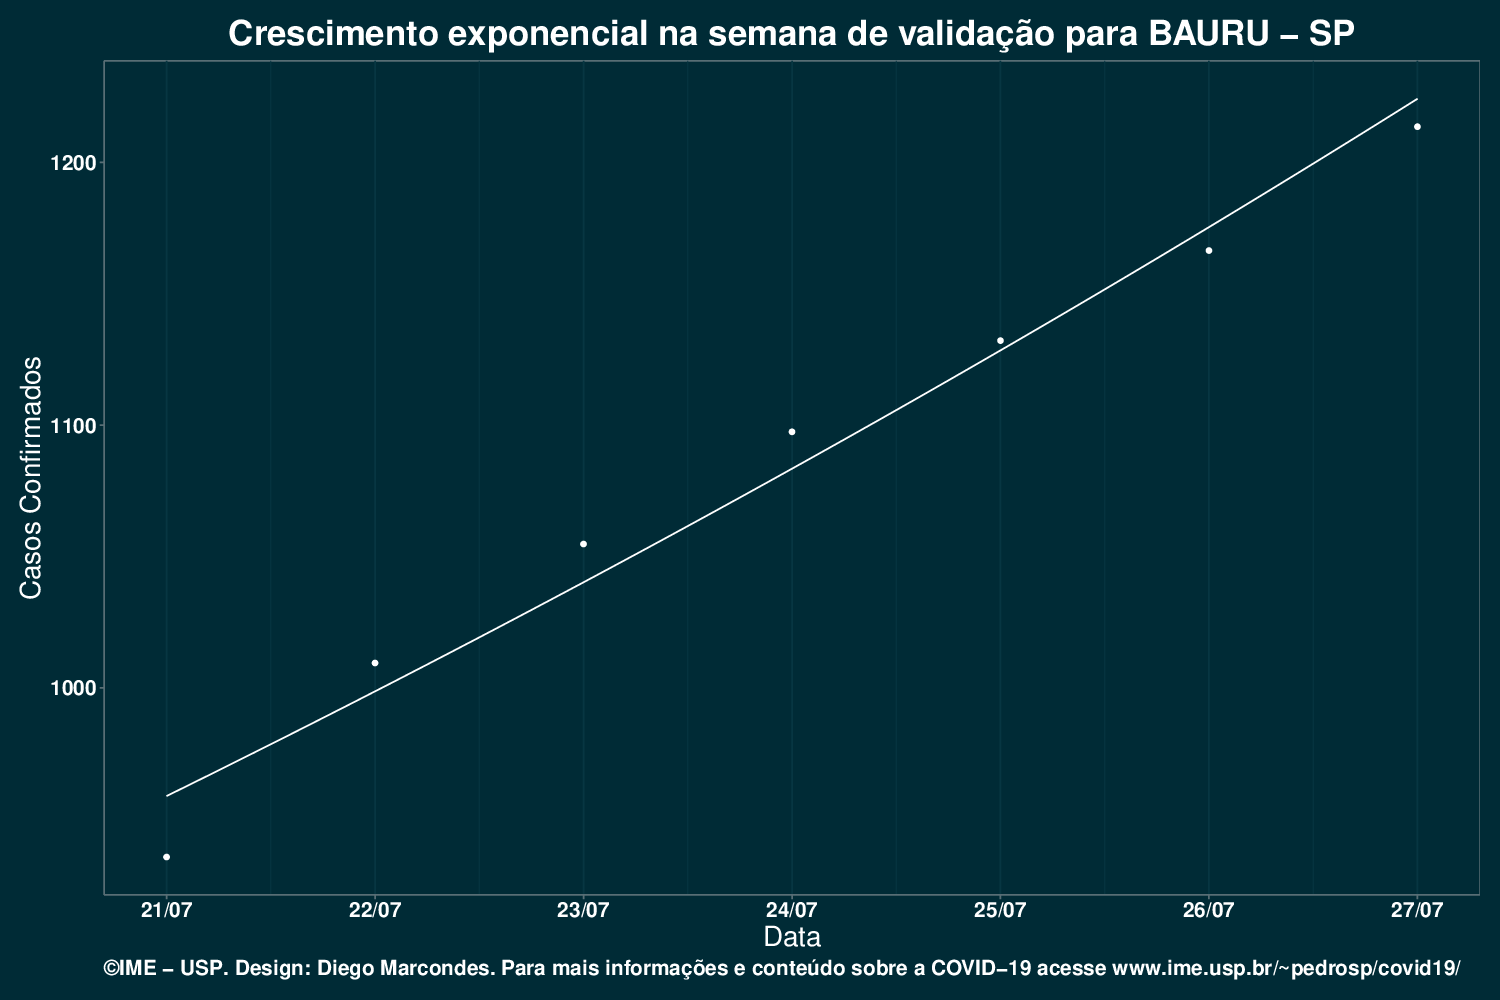 Crescimento exponencial na semana de validação para BAURU – SP
1200
1100
1000
Casos Confirmados
21/07 22/07 23/07 24/07 25/07 26/07 27/07
Data
©IME – USP. Design: Diego Marcondes. Para mais informações e conteúdo sobre a COVID–19 acesse www.ime.usp.br/~pedrosp/covid19/